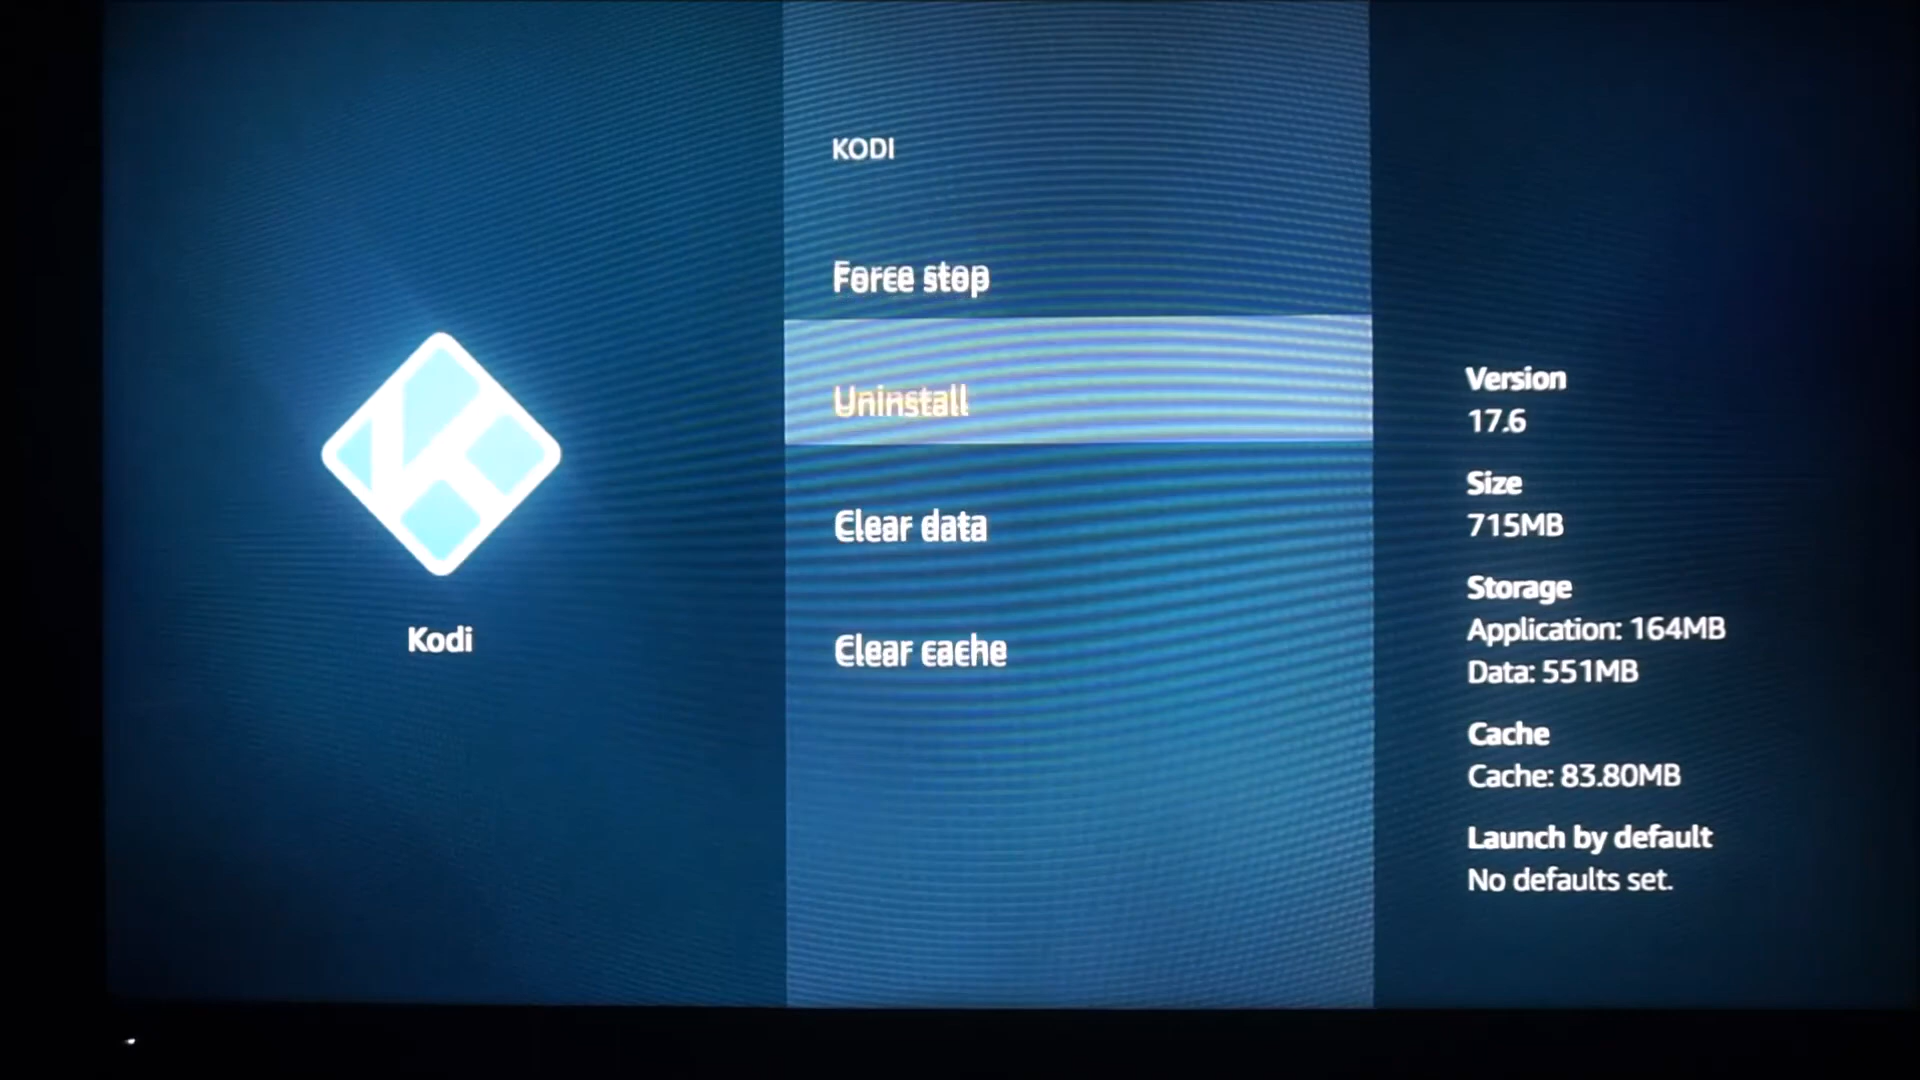 KODI
Force stop
Uninstall
Clear data
Clear cache
Kodi
Version
17.6
Size
715MB
Storage
Application: 164MB
Data: 551MB
Cache
Cache: 83.80MB
Launch by default
No defaults set.